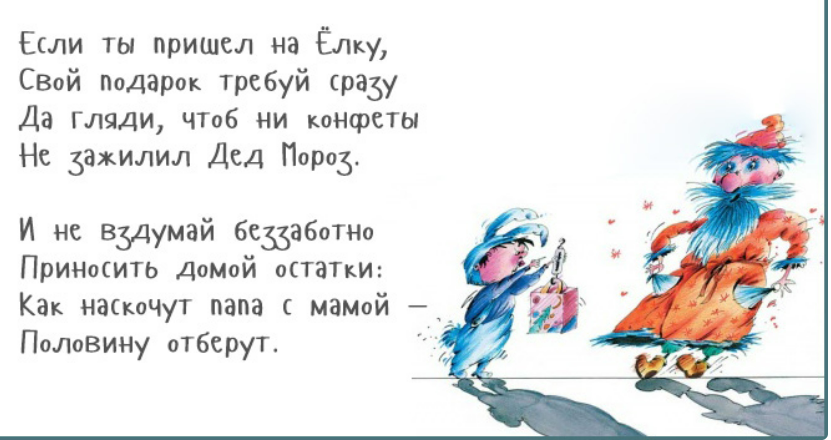 Если ты пришел на Ёлку,
Свой подарок требуй сразу
Да гляди, чтоб ни конфеты
Не зажилил Дед Мороз.
И не вздумай беззаботно
Приносить домой остатки:
Как наскочут папа с мамой –
Половину отберут.